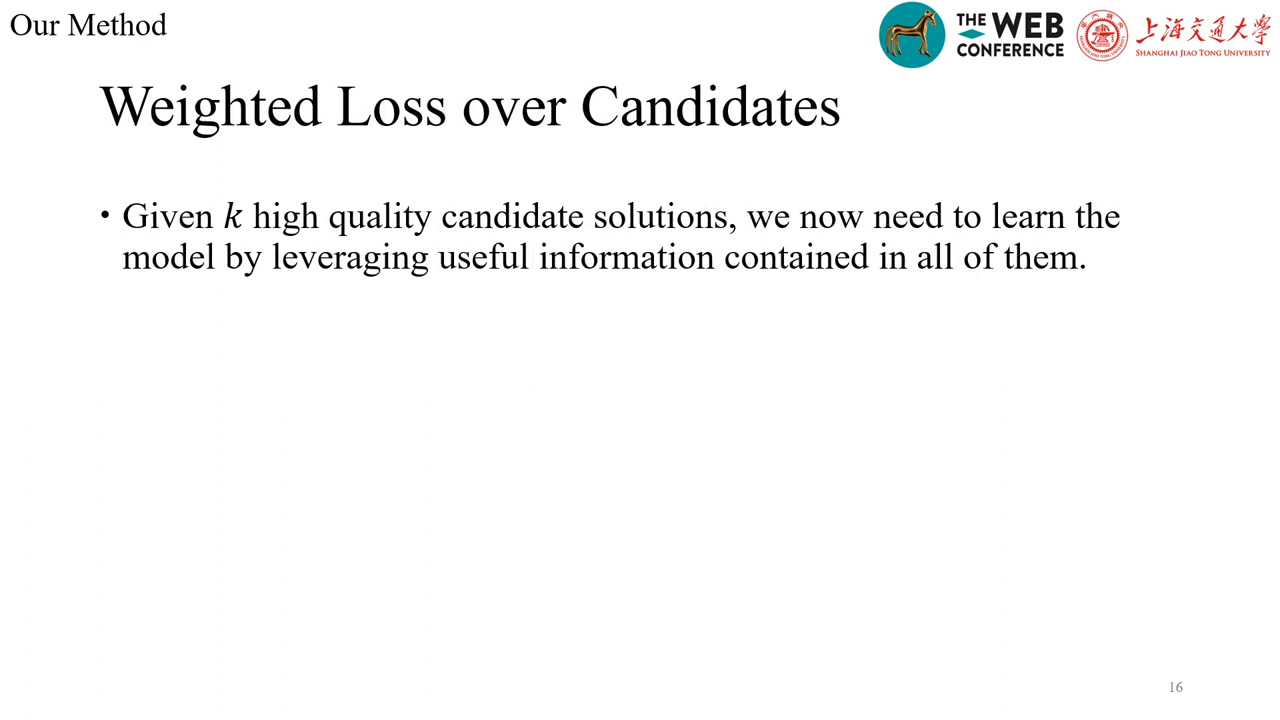 Our Method
THE WEB
CONFERENCE
上海交通大学
SHANGHAI JIAO TONG UNIVERSITY
Weighted Loss over Candidates
• Given k high quality candidate solutions, we now need to learn the
model by leveraging useful information contained in all of them.
16